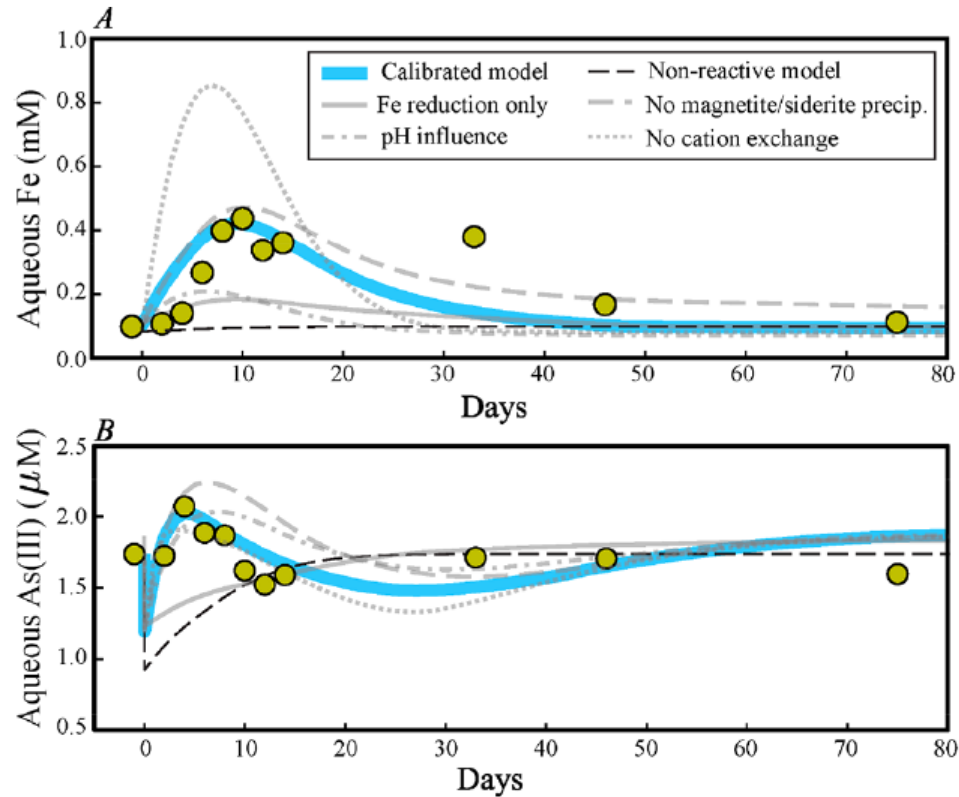 A
1.0
0.8
0.6
0.4
0.2
0.0
Aqueous Fe (mM)
Calibrated model
Fe reduction only
pH influence
Non-reactive model
No magnetite/siderite precip.
No cation exchange
0 10 20 30 40 50 60 70 80
Days
B
2.5
2.0
1.5
1.0
0.5
Aqueous As(III) (μM)
0 10 20 30 40 50 60 70 80
Days